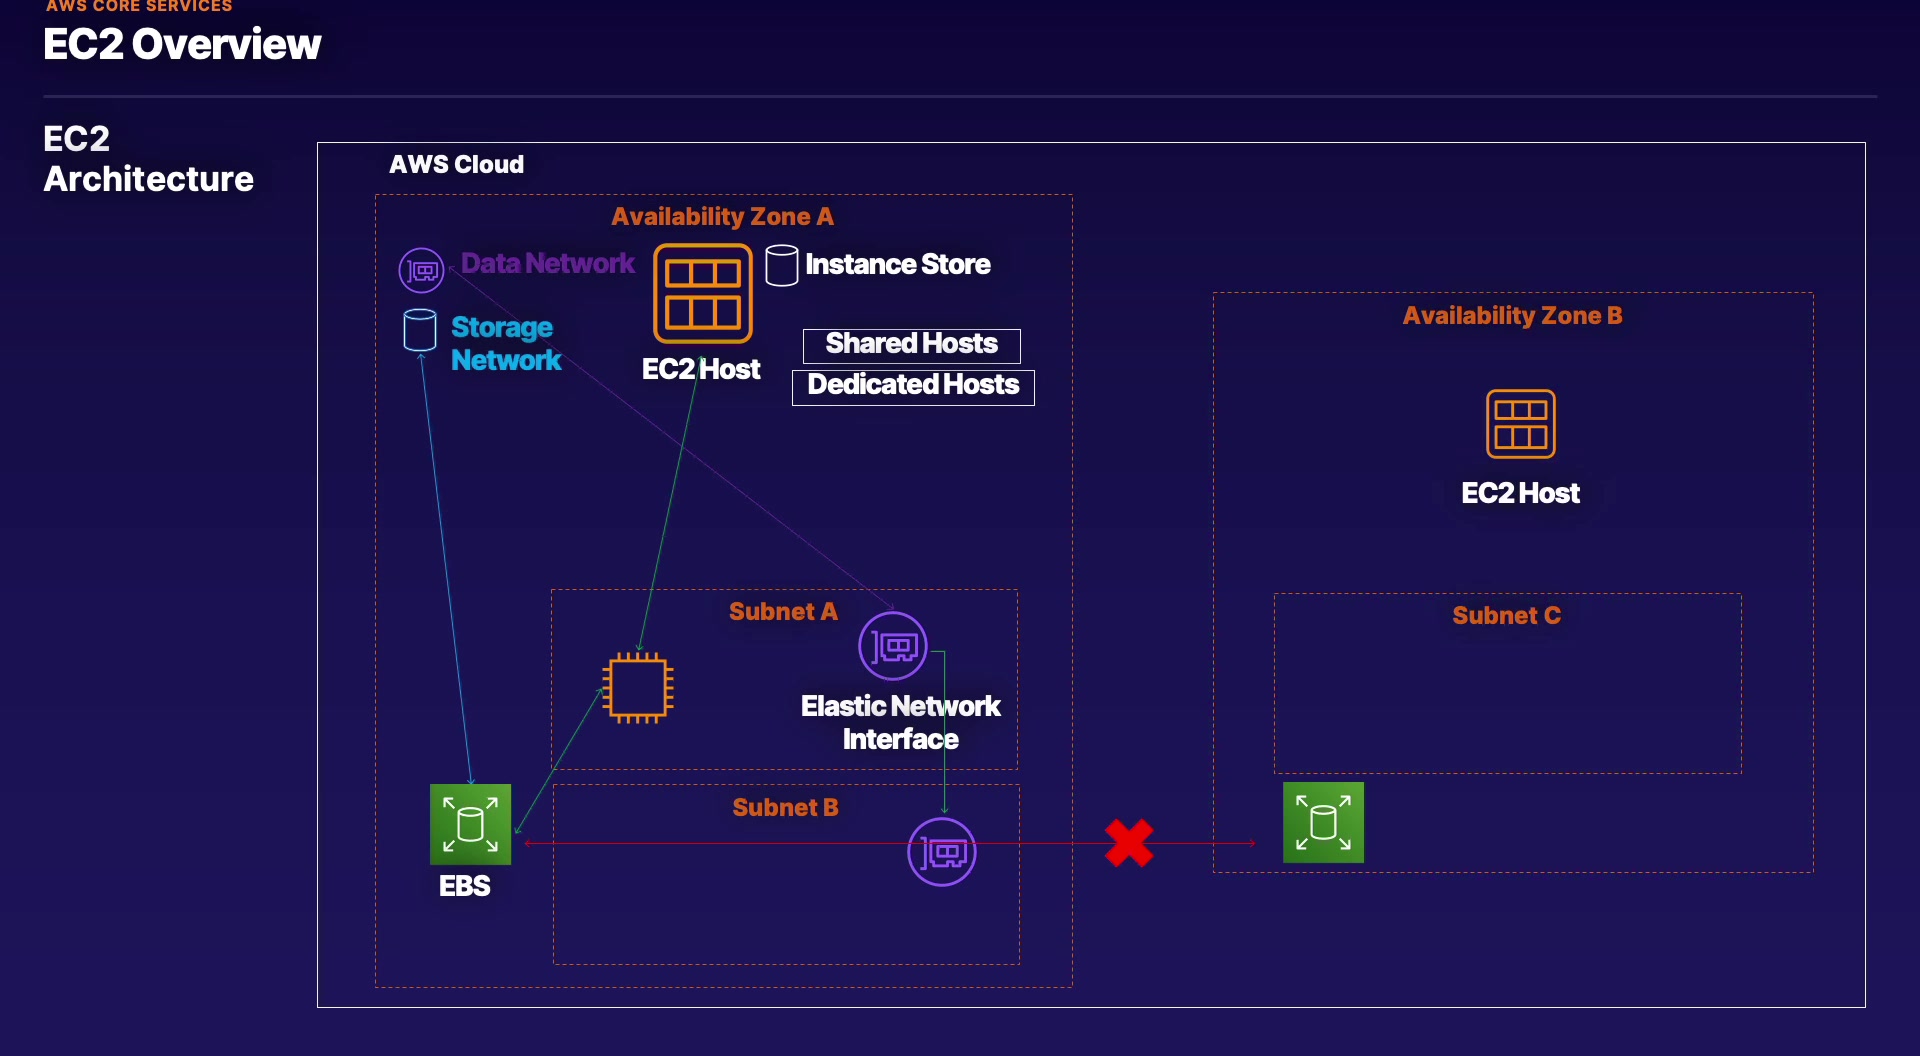 AWS CORE SERVICES
EC2 Overview
EC2
Architecture
AWS Cloud
Availability Zone A
Data Network
Instance Store
Storage
Network
EC2 Host
Shared Hosts
Dedicated Hosts
Subnet A
Elastic Network
Interface
Subnet B
EBS
Availability Zone B
EC2 Host
Subnet C